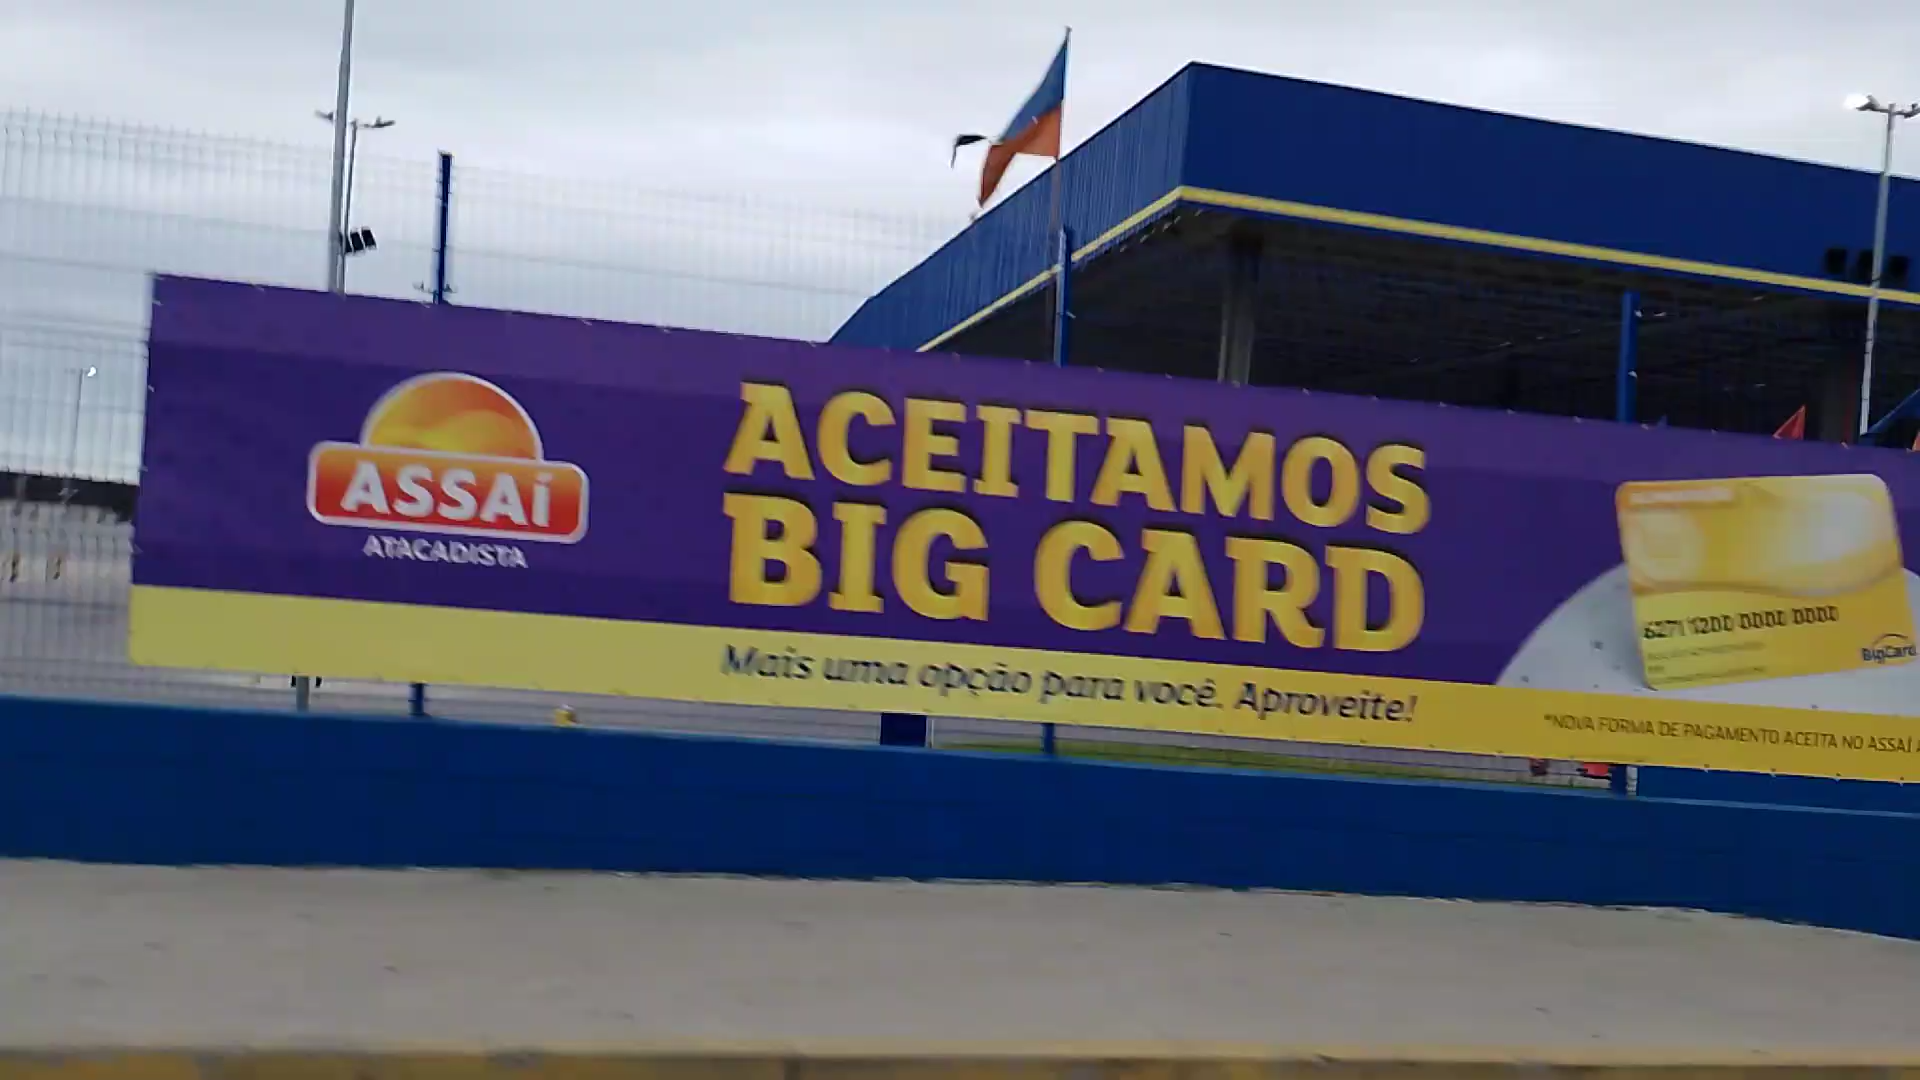 ASSAÍ
ATACADISTA
ACEITAMOS
BIG CARD
Mais uma opção para você. Aproveite!
6271 1200 0000 0000
BigCard
*NOVA FORMA DE PAGAMENTO ACEITA NO ASSAÍ